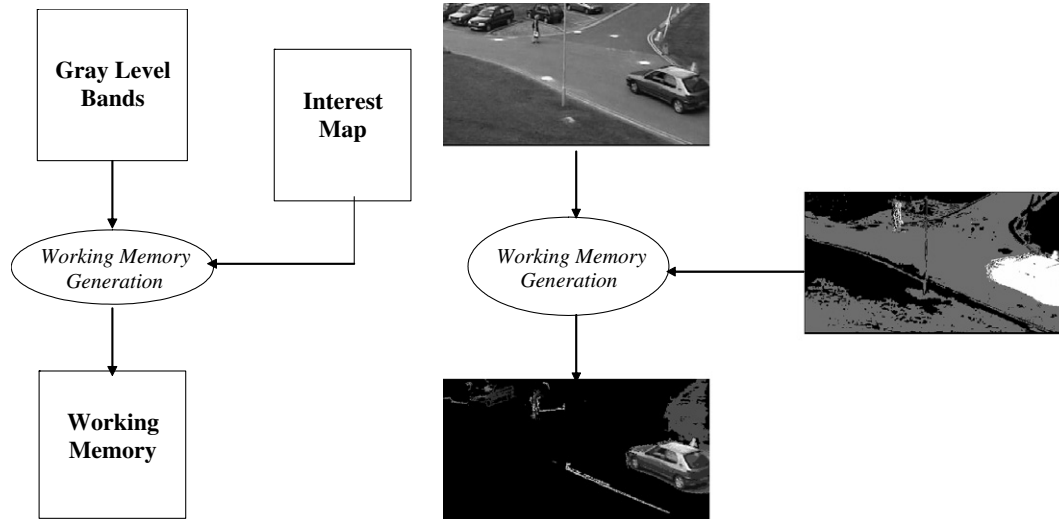 Gray Level
Bands
Interest
Map
Working Memory
Generation
Working
Memory
Working Memory
Generation